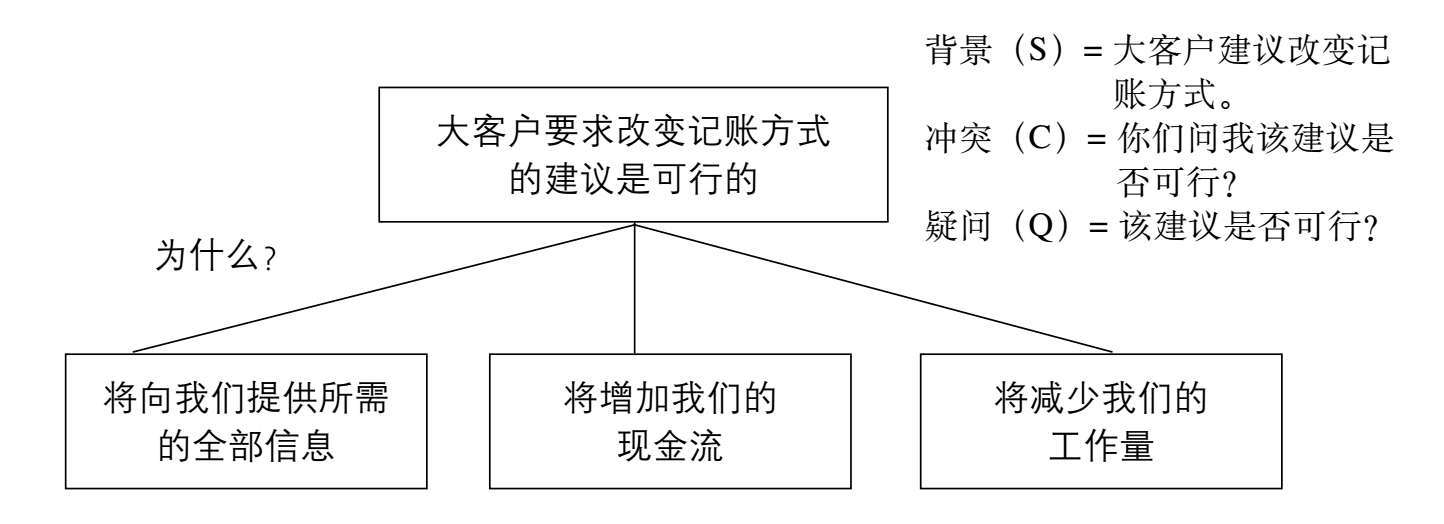 背景（S）= 大客户建议改变记
账方式。
冲突（C）= 你们问我该建议是
否可行？
疑问（Q）= 该建议是否可行？
大客户要求改变记账方式
的建议是可行的
为什么？
将向我们提供所需
的全部信息
将增加我们的
现金流
将减少我们的
工作量